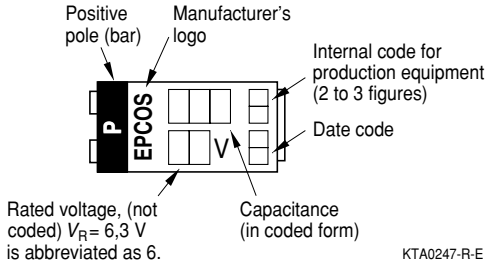 Positive
pole (bar)
Manufacturer's
logo
Internal code for
production equipment
(2 to 3 figures)
Date code
P
EPCOS
V
Rated voltage, (not
coded) VR= 6,3 V
is abbreviated as 6.
Capacitance
(in coded form)
KTA0247-R-E